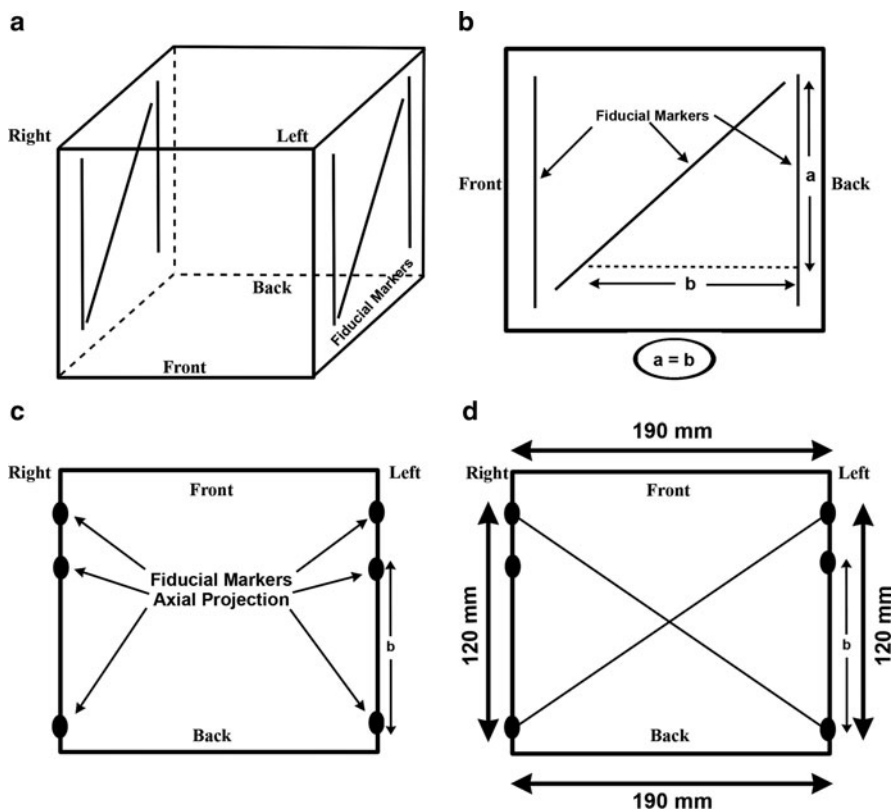 a
Right
Left
Back
Fiducial Markers
Front
b
Fiducial Markers
Front
a
Back
b
a = b
c
Right
Left
Front
Fiducial Markers
Axial Projection
b
Back
d
190 mm
Right
Left
Front
120 mm
b
120 mm
Back
190 mm